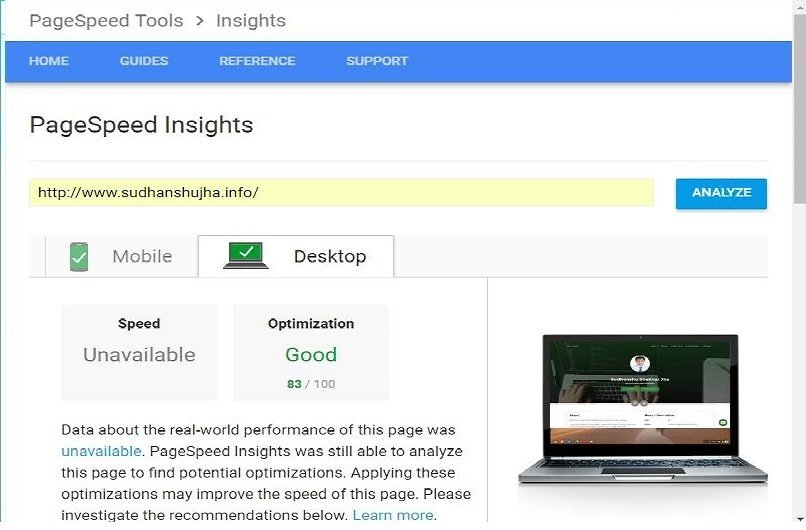 PageSpeed Tools > Insights
HOME GUIDES REFERENCE SUPPORT
PageSpeed Insights
http://www.sudhanshujha.info/
ANALYZE
Mobile
Desktop
Speed
Unavailable
Optimization
Good
83 / 100
Data about the real-world performance of this page was
unavailable. PageSpeed Insights was still able to analyze
this page to find potential optimizations. Applying these
optimizations may improve the speed of this page. Please
investigate the recommendations below. Learn more.
Sudhanshu Shekhar Jha